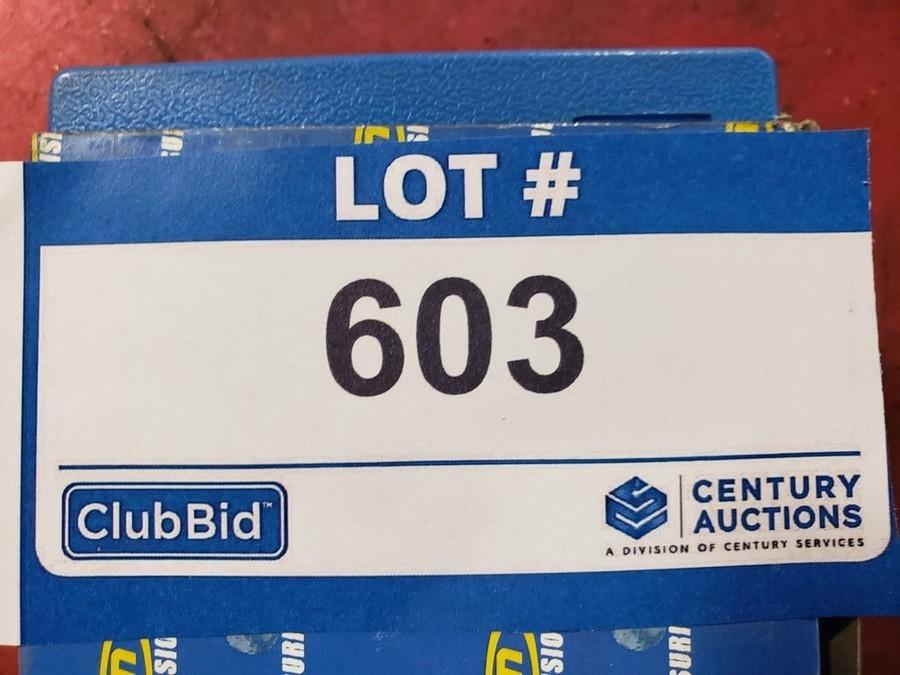 LOT #
603
ClubBid™
CENTURY
AUCTIONS
A DIVISION OF CENTURY SERVICES